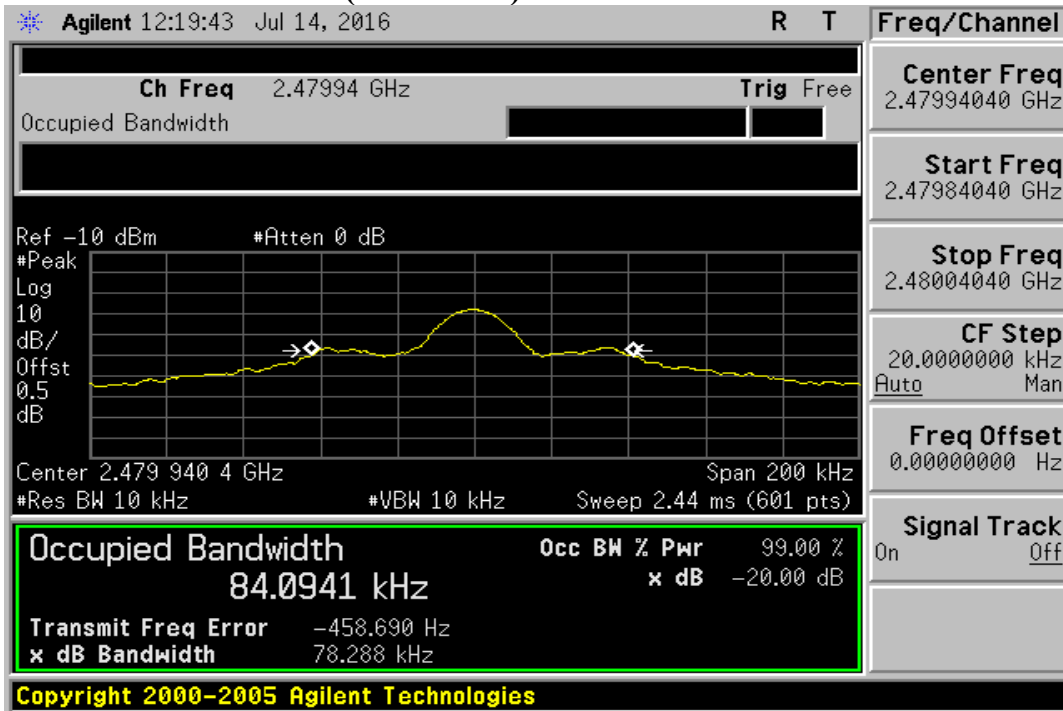 Agilent 12:19:43 Jul 14, 2016 R T
Freq/Channel
Ch Freq 2.47994 GHz Trig Free
Occupied Bandwidth
Center Freq
2.47994040 GHz
Start Freq
2.47984040 GHz
Stop Freq
2.48004040 GHz
CF Step
20.0000000 kHz
Auto Man
Freq Offset
0.00000000 Hz
Signal Track
On Off
Ref -10 dBm #Atten 0 dB
#Peak
Log
10
dB/
Offst
0.5
dB
Center 2.479 940 4 GHz Span 200 kHz
#Res BW 10 kHz #VBW 10 kHz Sweep 2.44 ms (601 pts)
Occupied Bandwidth Occ BW % Pwr 99.00 %
84.0941 kHz x dB -20.00 dB
Transmit Freq Error -458.690 Hz
x dB Bandwidth 78.288 kHz
Copyright 2000-2005 Agilent Technologies